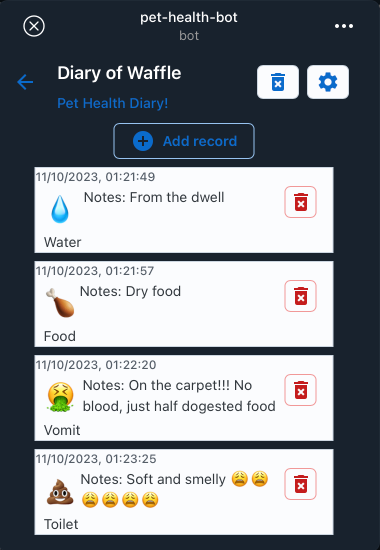 pet-health-bot
bot
Diary of Waffle
Pet Health Diary!
Add record
11/10/2023, 01:21:49
Notes: From the dwell
Water
11/10/2023, 01:21:57
Notes: Dry food
Food
11/10/2023, 01:22:20
Notes: On the carpet!!! No
blood, just half dogested food
Vomit
11/10/2023, 01:23:25
Notes: Soft and smelly 😩😩
😩😩😩😩
Toilet